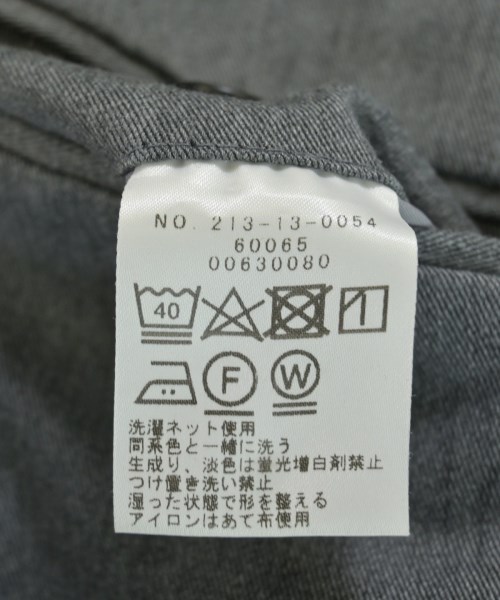 NO. 213-13-0054
60065
00630080
40
F W
洗濯ネット使用
同系色と一緒に洗う
生成り、淡色は蛍光増白剤禁止
つけ置き洗い禁止
湿った状態で形を整える
アイロンはあて布使用